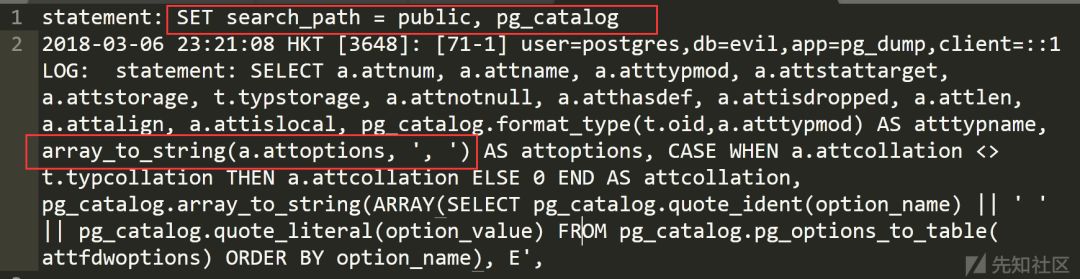 1 statement: SET search_path = public, pg_catalog
2 2018-03-06 23:21:08 HKT [3648]: [71-1] user=postgres,db=evil,app=pg_dump,client=::1
LOG:  statement: SELECT a.attnum, a.attname, a.atttypmod, a.attstattarget,
a.attstorage, t.typstorage, a.attnotnull, a.atthasdef, a.attisdropped, a.attlen,
a.attalign, a.attislocal, pg_catalog.format_type(t.oid,a.atttypmod) AS atttypname,
array_to_string(a.attoptions, ', ') AS attoptions, CASE WHEN a.attcollation <>
t.typcollation THEN a.attcollation ELSE 0 END AS attcollation,
pg_catalog.array_to_string(ARRAY(SELECT pg_catalog.quote_ident(option_name) || ' '
|| pg_catalog.quote_literal(option_value) FROM pg_catalog.pg_options_to_table(
attfdwoptions) ORDER BY option_name), E',
先知社区